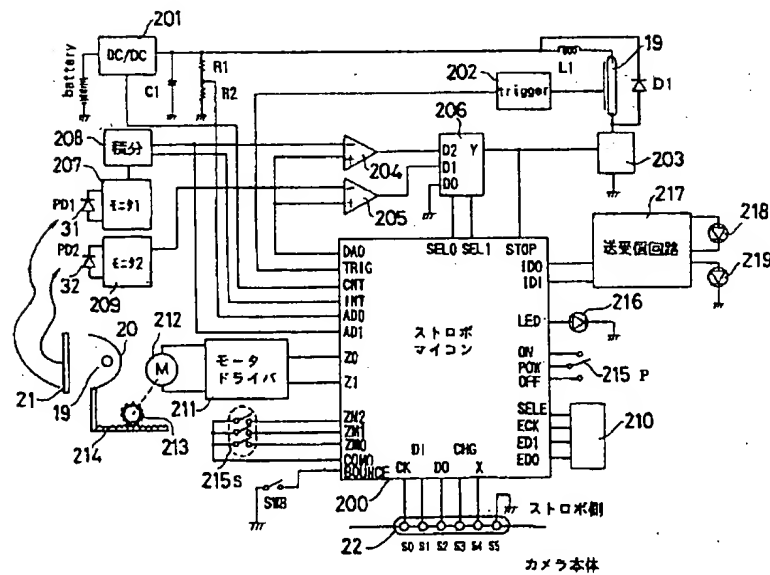 201
DC/DC
battery
C1
R1
R2
202
trigger
L1
19
D1
206
208
積分
207
モニタ1
PD1
31
PD2
32
モニタ2
209
204
205
D2 Y
D1
D0
203
217
送受信回路
218
219
SEL0 SEL1 STOP
DA0
TRIG
CNT
INT
AD0
AD1
ID0
ID1
LED
216
ストロボ
マイコン
212
M
モータ
ドライバ
211
Z0
Z1
20
19
21
213
214
ON
POW
OFF
215 P
SELE
ECK
ED1
ED0
210
ZM2
ZM1
ZM0
COM0
BOUNCE
215 S
SWB
200
DI CHG
CK DO X
22
S0 S1 S2 S3 S4 S5
ストロボ側
カメラ本体